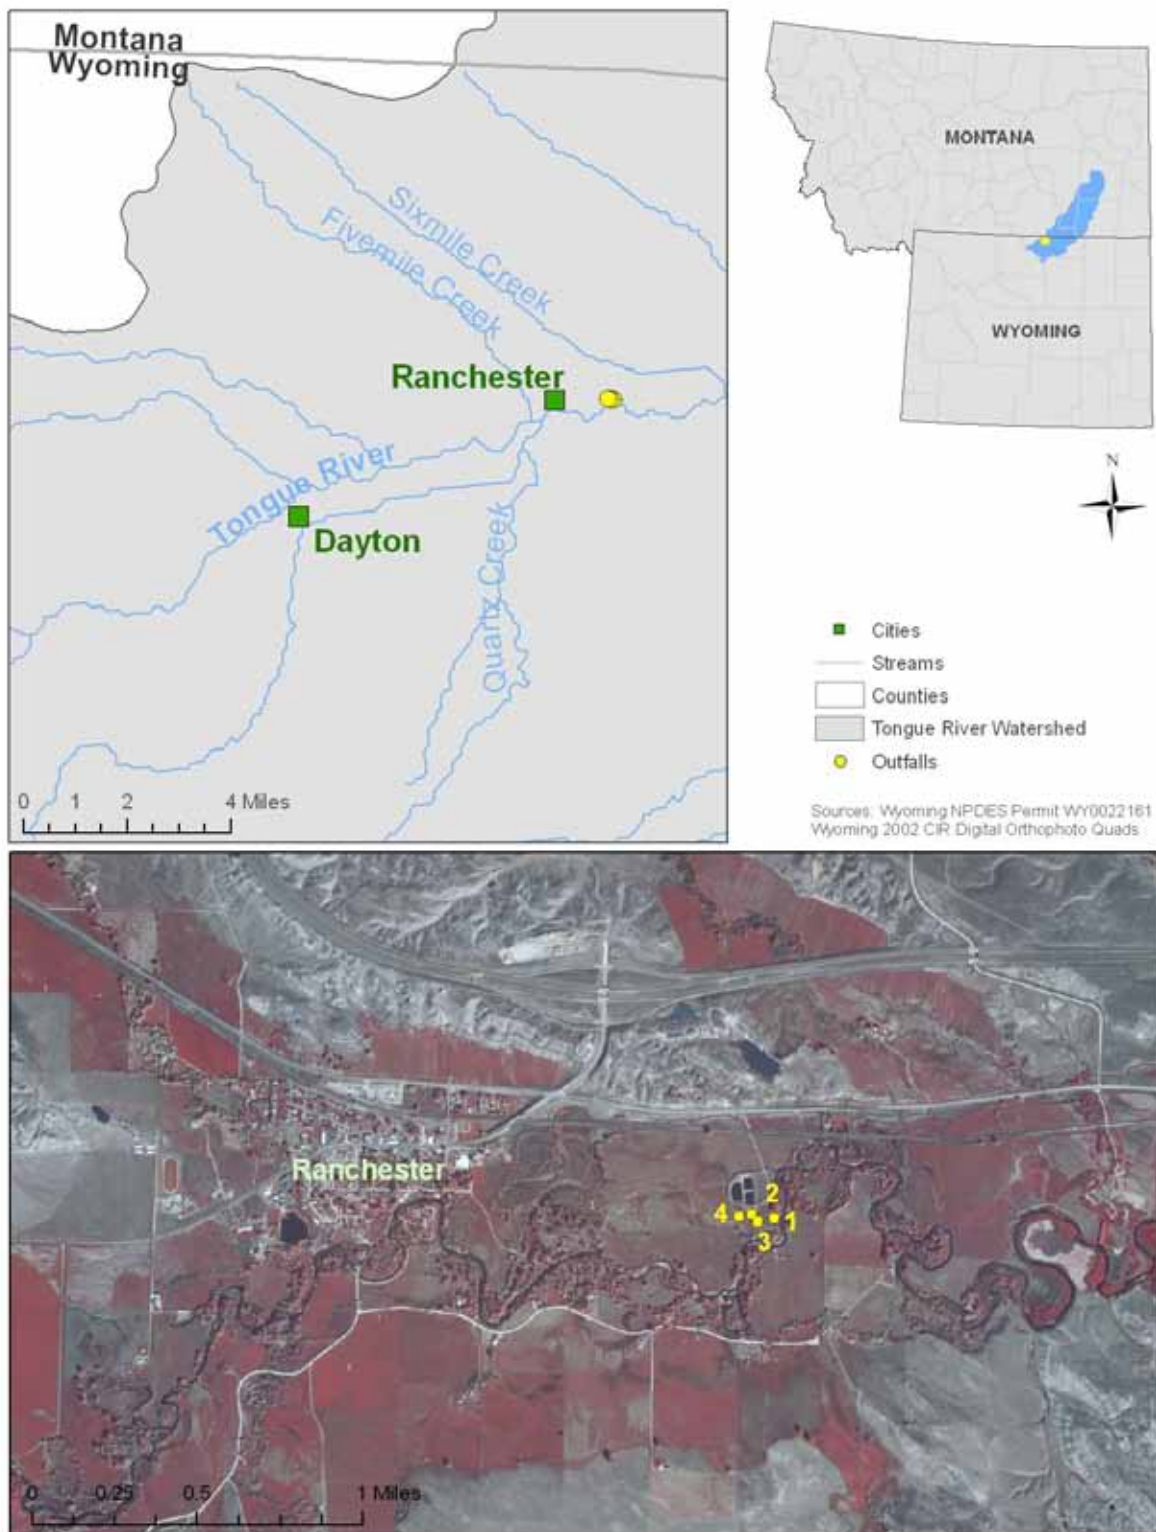 Montana
Wyoming
Sixmile Creek
Fivemile Creek
Ranchester
Tongue River
Dayton
Quartz Creek
0 1 2 4 Miles
MONTANA
WYOMING
N
Cities
Streams
Counties
Tongue River Watershed
Outfalls
Sources: Wyoming NPDES Permit WY0022161
Wyoming 2002 CIR Digital Orthophoto Quads
Ranchester
2
4 1
3
0 0.25 0.5 1 Miles